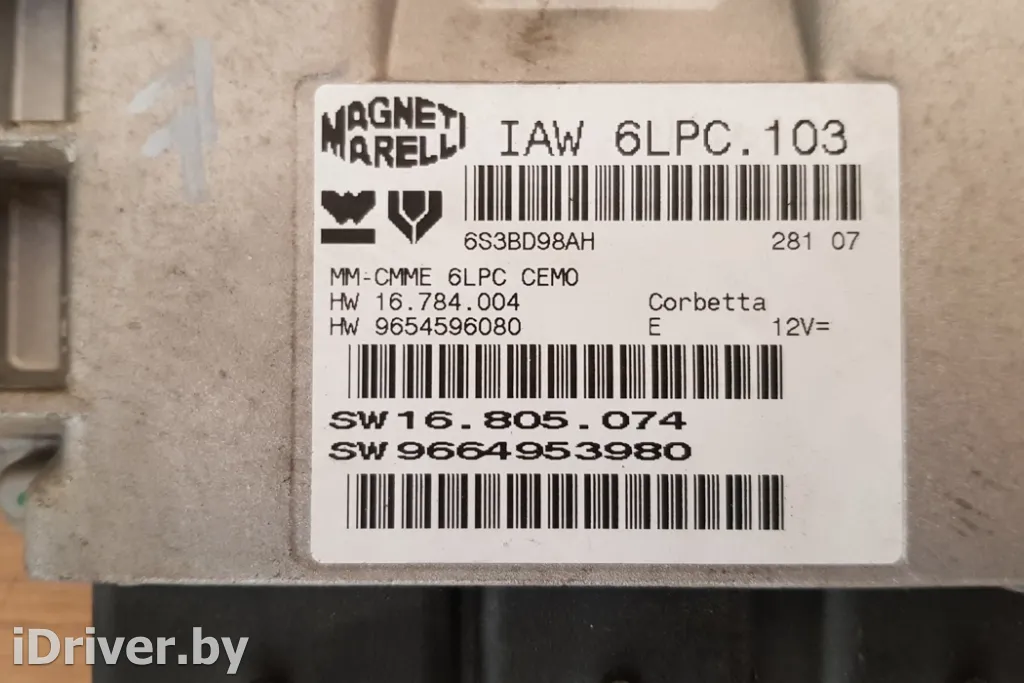 MAGNETI
MARELLI
IAW 6LPC.103
6S3BD98AH 281 07
MM-CMME 6LPC CEMO
HW 16.784.004 Corbetta
HW 9654596080 E 12V=
SW 16.805.074
SW 9664953980
iDriver.by